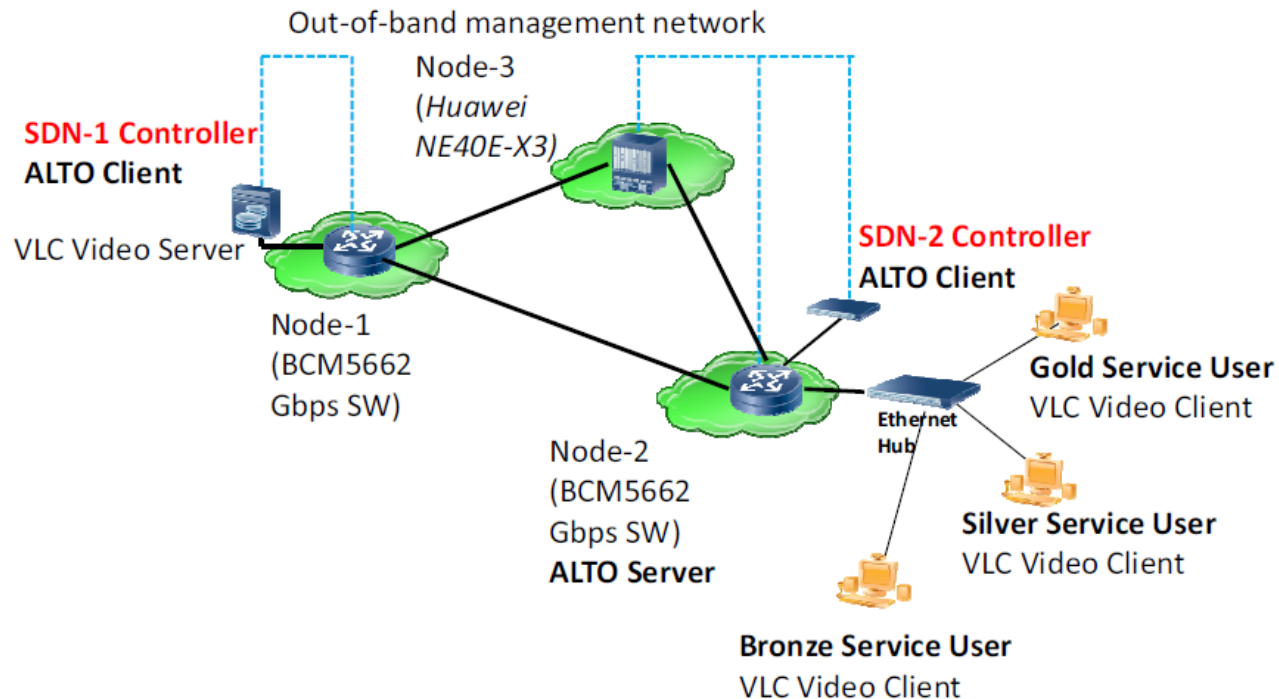 Out-of-band management network
Node-3
(Huawei
NE40E-X3)
SDN-1 Controller
ALTO Client
VLC Video Server
Node-1
(BCM5662
Gbps SW)
SDN-2 Controller
ALTO Client
Gold Service User
VLC Video Client
Ethernet
Hub
Node-2
(BCM5662
Gbps SW)
ALTO Server
Silver Service User
VLC Video Client
Bronze Service User
VLC Video Client